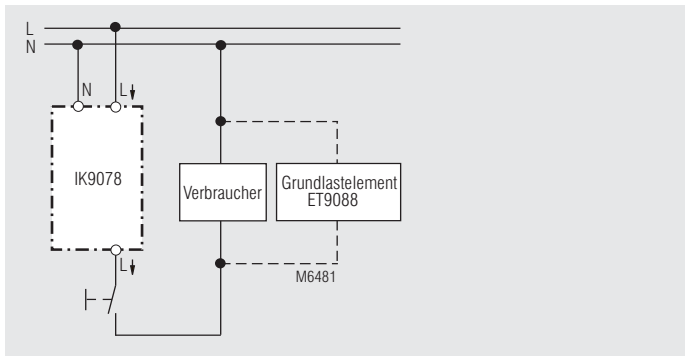 L
N
N
L
IK9078
Verbraucher
Grundlastelement
ET9088
L
M6481